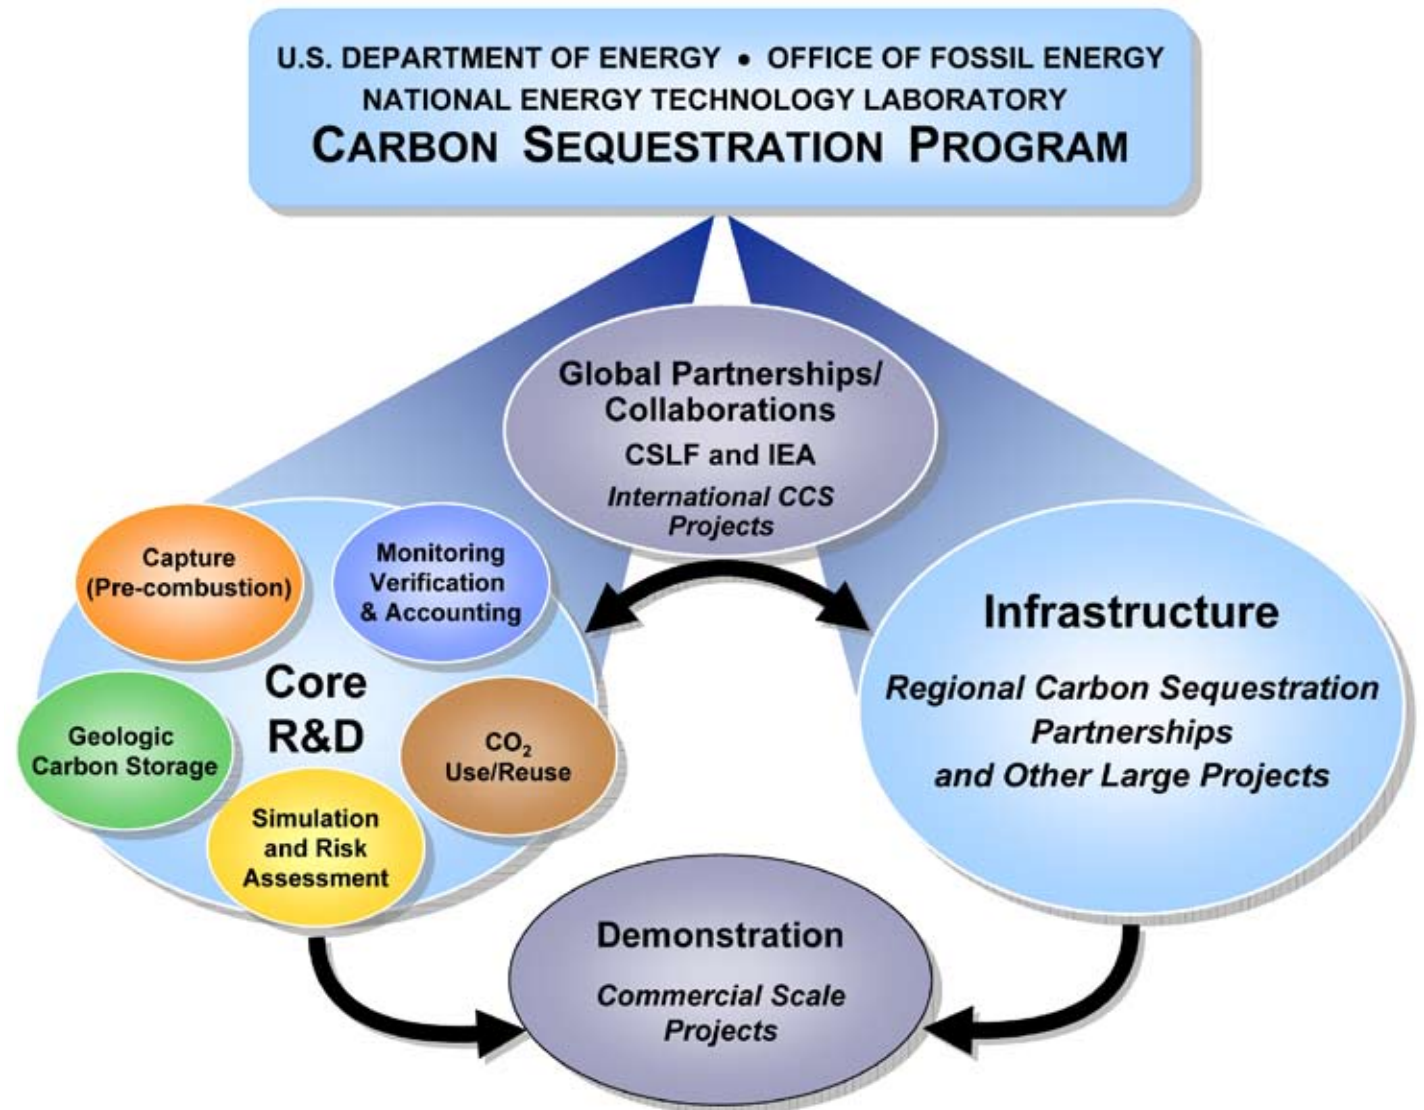 U.S. DEPARTMENT OF ENERGY • OFFICE OF FOSSIL ENERGY
NATIONAL ENERGY TECHNOLOGY LABORATORY
CARBON SEQUESTRATION PROGRAM
Global Partnerships/
Collaborations
CSLF and IEA
International CCS
Projects
Capture
(Pre-combustion)
Monitoring
Verification
& Accounting
Core
R&D
Geologic
Carbon Storage
CO₂
Use/Reuse
Simulation
and Risk
Assessment
Infrastructure
Regional Carbon Sequestration
Partnerships
and Other Large Projects
Demonstration
Commercial Scale
Projects